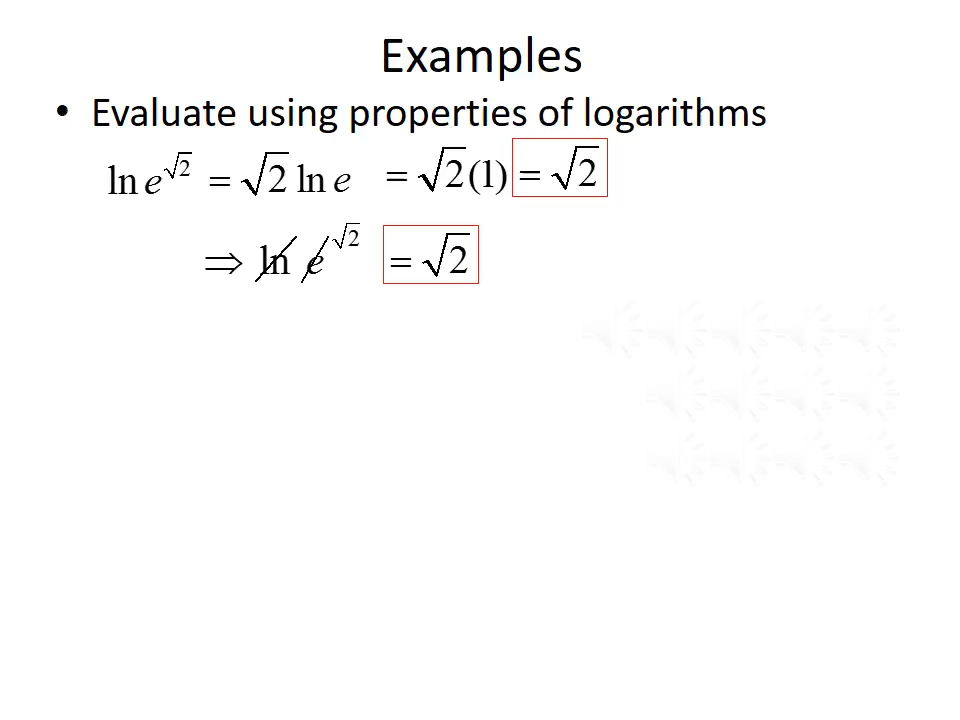 Examples
• Evaluate using properties of logarithms
ln e^√2 = √2 ln e = √2(1) = √2
⇒ ln e^√2 = √2